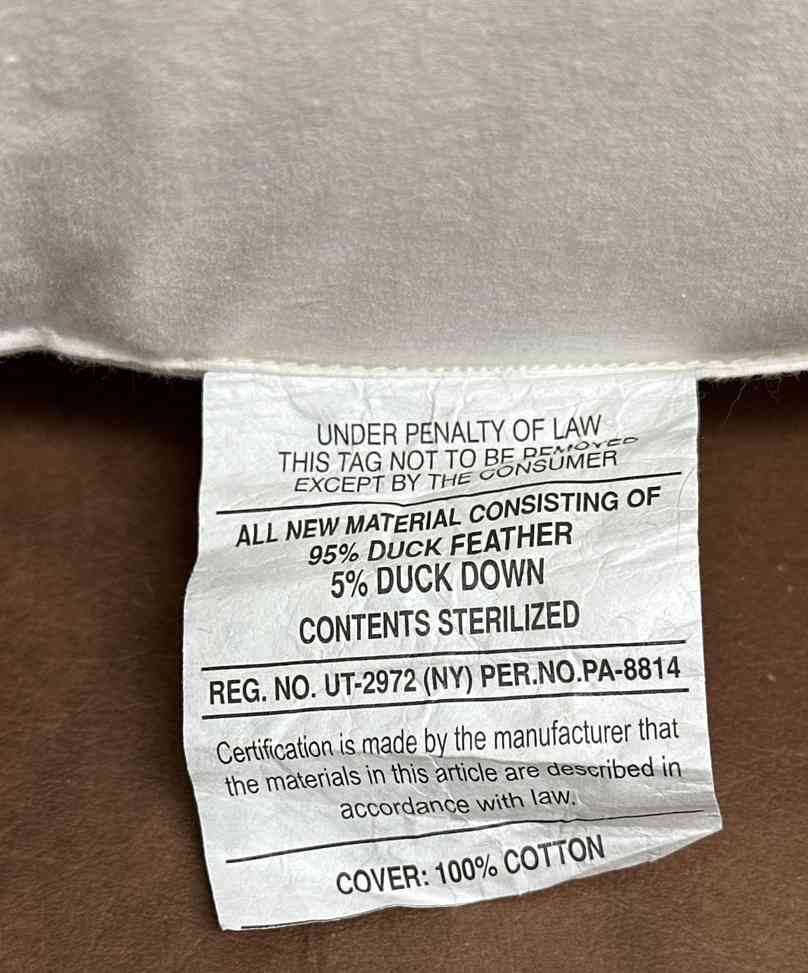 UNDER PENALTY OF LAW
THIS TAG NOT TO BE REMOVED
EXCEPT BY THE CONSUMER
ALL NEW MATERIAL CONSISTING OF
95% DUCK FEATHER
5% DUCK DOWN
CONTENTS STERILIZED
REG. NO. UT-2972 (NY) PER.NO.PA-8814
Certification is made by the manufacturer that
the materials in this article are described in
accordance with law.
COVER: 100% COTTON